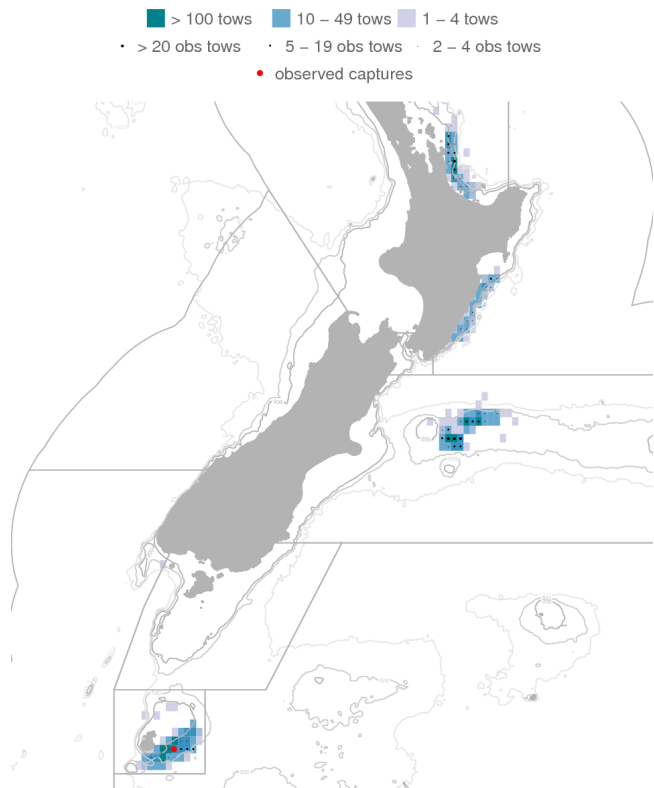 > 100 tows 10 − 49 tows 1 − 4 tows
> 20 obs tows 5 − 19 obs tows 2 − 4 obs tows
observed captures